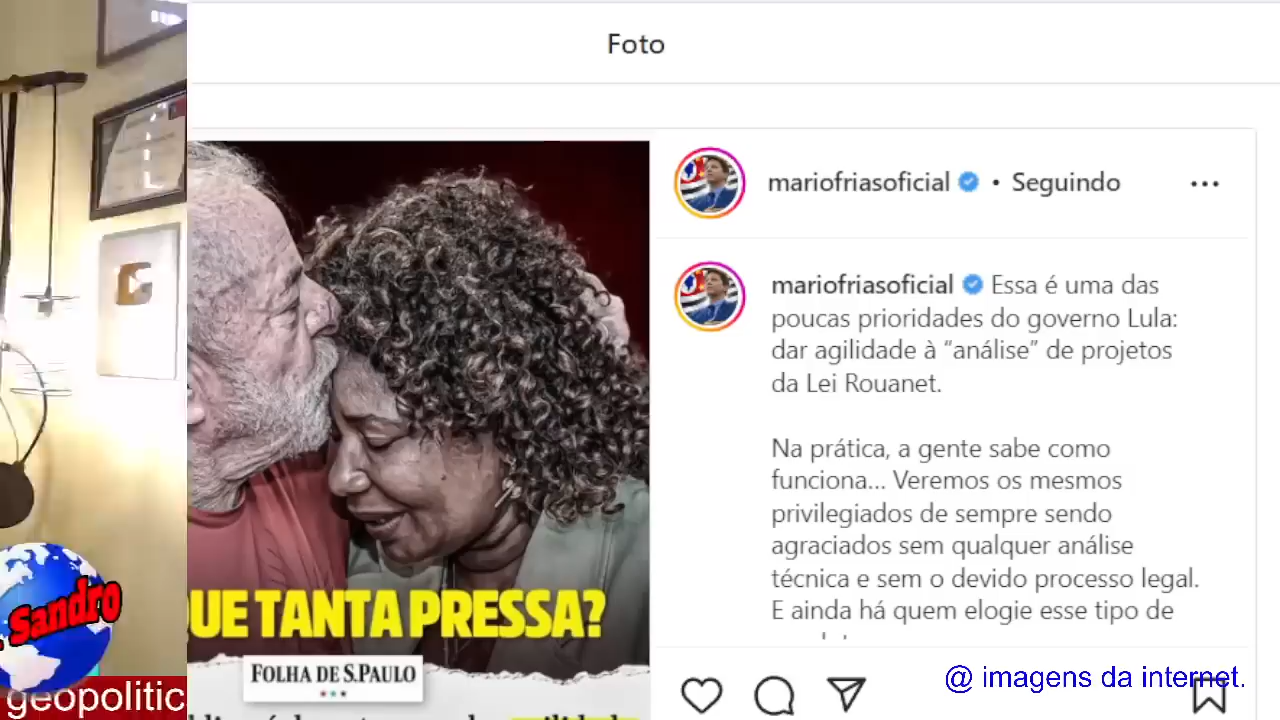 Foto
mariofriasoficial • Seguindo
mariofriasoficial Essa é uma das
poucas prioridades do governo Lula:
dar agilidade à “análise” de projetos
da Lei Rouanet.
Na prática, a gente sabe como
funciona... Veremos os mesmos
privilegiados de sempre sendo
agraciados sem qualquer análise
técnica e sem o devido processo legal.
E ainda há quem elogie esse tipo de
UE TANTA PRESSA?
FOLHA DE S.PAULO
Sandro
geopolitic
@ imagens da internet.